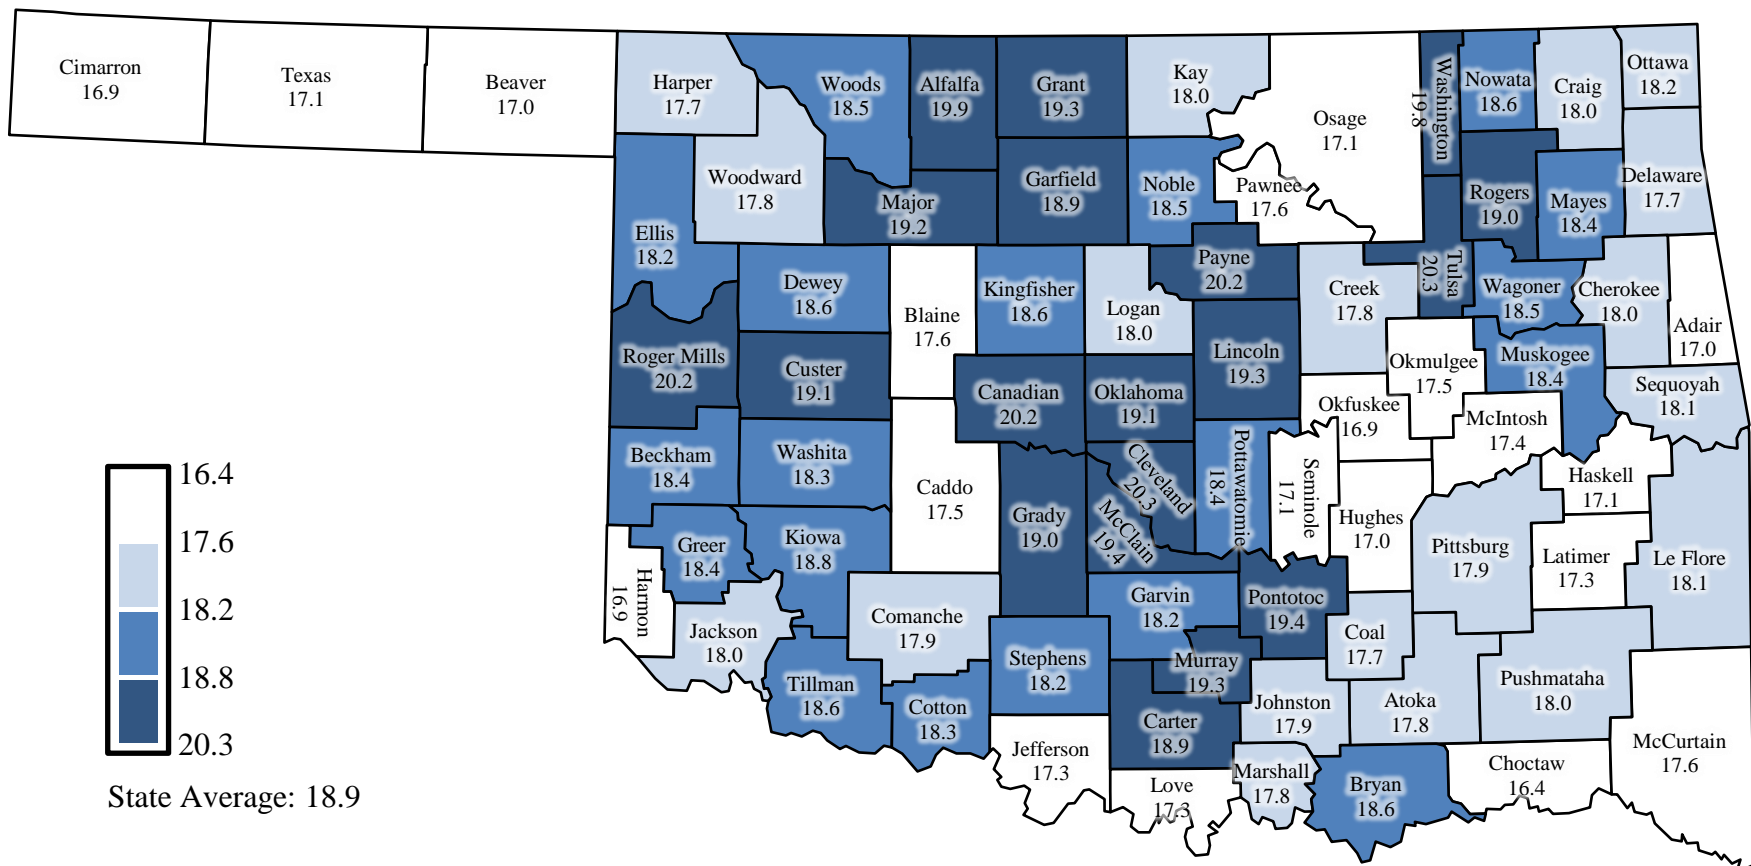 Cimarron
16.9
Texas
17.1
Beaver
17.0
Harper
17.7
Woods
18.5
Alfalfa
19.9
Grant
19.3
Kay
18.0
Osage
17.1
Washington
19.8
Nowata
18.6
Craig
18.0
Ottawa
18.2
Woodward
17.8
Major
19.2
Garfield
18.9
Noble
18.5
Pawnee
17.6
Rogers
19.0
Mayes
18.4
Delaware
17.7
Ellis
18.2
Dewey
18.6
Blaine
17.6
Kingfisher
18.6
Logan
18.0
Payne
20.2
Creek
17.8
Tulsa
20.3
Wagoner
18.5
Cherokee
18.0
Adair
17.0
Roger Mills
20.2
Custer
19.1
Canadian
20.2
Oklahoma
19.1
Lincoln
19.3
Okmulgee
17.5
Muskogee
18.4
Sequoyah
18.1
Okfuskee
16.9
McIntosh
17.4
Beckham
18.4
Washita
18.3
Caddo
17.5
Grady
19.0
Cleveland
20.3
McClain
19.4
Pottawatomie
18.4
Seminole
17.1
Hughes
17.0
Haskell
17.1
Pittsburg
17.9
Latimer
17.3
Le Flore
18.1
Greer
18.4
Kiowa
18.8
Harmon
16.9
Jackson
18.0
Comanche
17.9
Garvin
18.2
Pontotoc
19.4
Coal
17.7
Stephens
18.2
Murray
19.3
Tillman
18.6
Cotton
18.3
Carter
18.9
Johnston
17.9
Atoka
17.8
Pushmataha
18.0
Jefferson
17.3
Love
17.3
Marshall
17.8
Bryan
18.6
Choctaw
16.4
McCurtain
17.6
16.4
17.6
18.2
18.8
20.3
State Average: 18.9